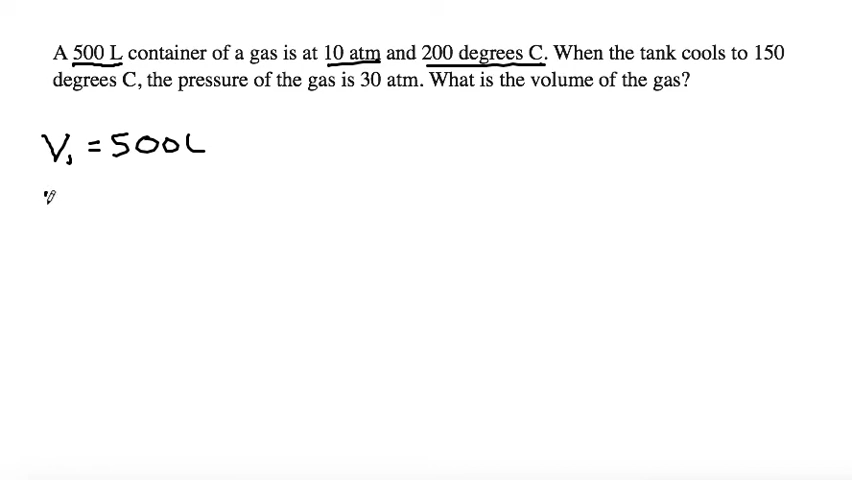 A 500 L container of a gas is at 10 atm and 200 degrees C. When the tank cools to 150
degrees C, the pressure of the gas is 30 atm. What is the volume of the gas?
V₁ = 500L